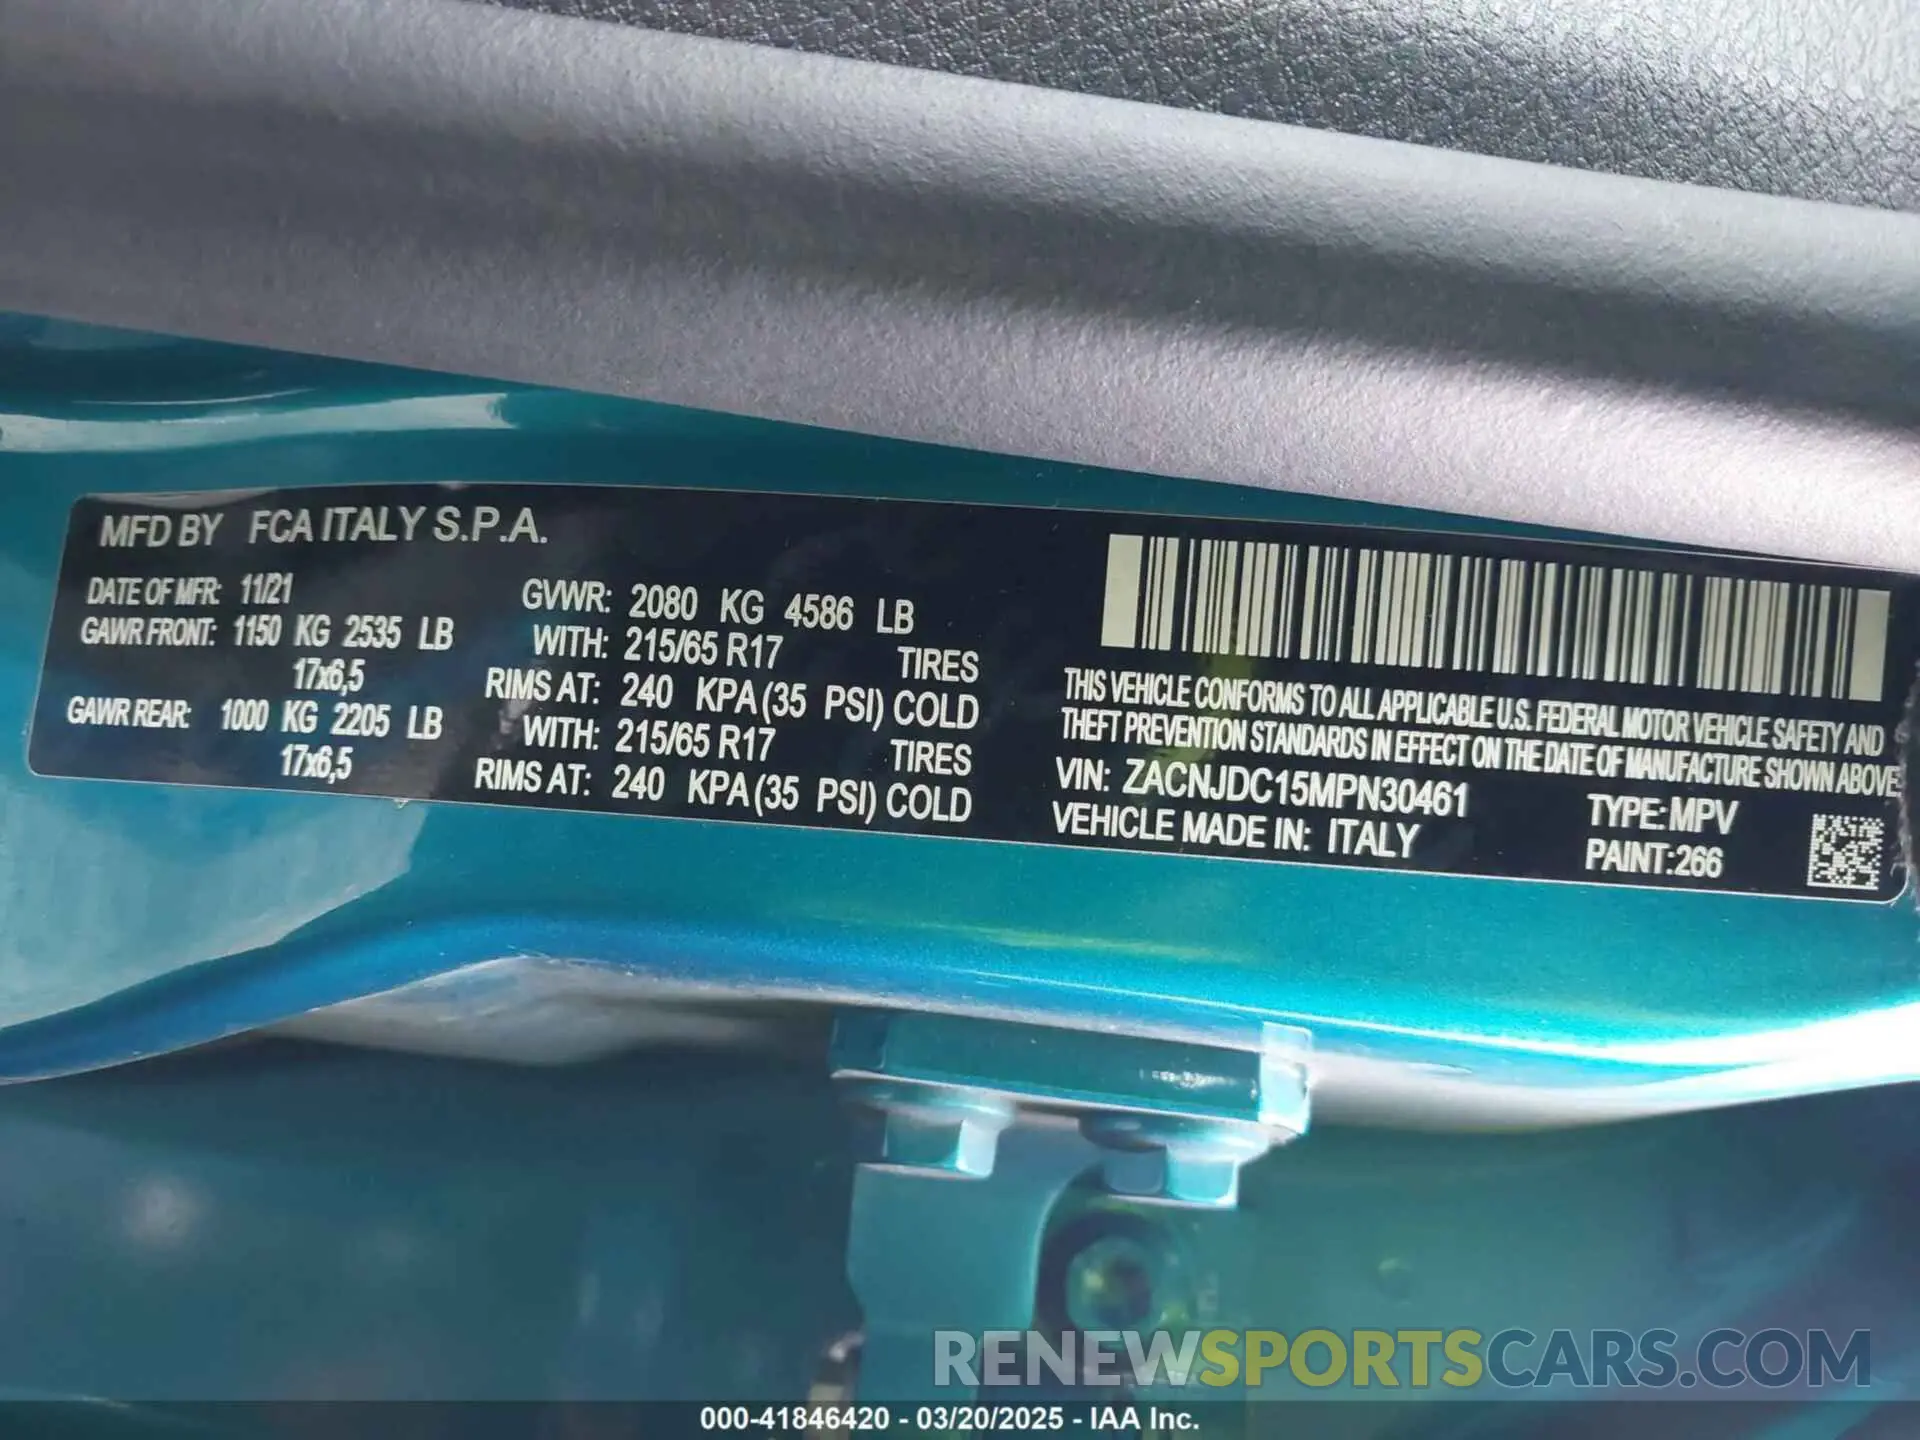 MFD BY FCA ITALY S.P.A.
DATE OF MFR: 11/21
GAWR FRONT: 1150 KG 2535 LB
17x6,5
GAWR REAR: 1000 KG 2205 LB
17x6,5
GVWR: 2080 KG 4586 LB
WITH: 215/65 R17 TIRES
RIMS AT: 240 KPA (35 PSI) COLD
WITH: 215/65 R17 TIRES
RIMS AT: 240 KPA (35 PSI) COLD
THIS VEHICLE CONFORMS TO ALL APPLICABLE U.S. FEDERAL MOTOR VEHICLE SAFETY AND
THEFT PREVENTION STANDARDS IN EFFECT ON THE DATE OF MANUFACTURE SHOWN ABOVE.
VIN: ZACNJDC15MPN30461
VEHICLE MADE IN: ITALY
TYPE: MPV
PAINT: 266
RENEWSPORTSCARS.COM
000-41846420 - 03/20/2025 - IAA Inc.